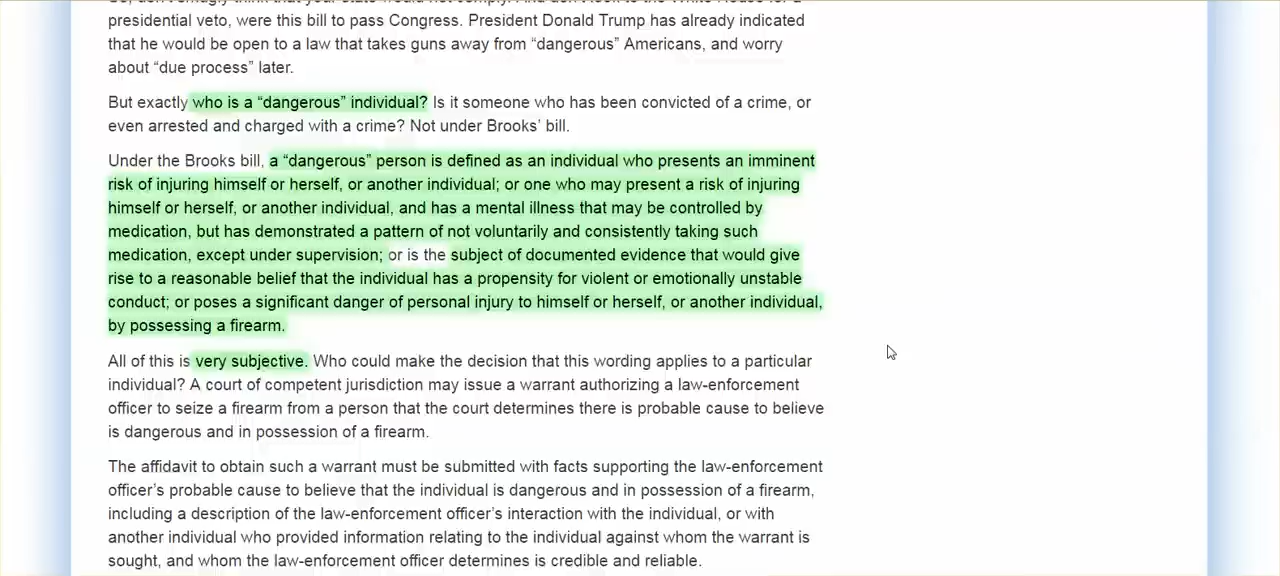 presidential veto, were this bill to pass Congress. President Donald Trump has already indicated
that he would be open to a law that takes guns away from “dangerous” Americans, and worry
about “due process” later.
But exactly who is a “dangerous” individual? Is it someone who has been convicted of a crime, or
even arrested and charged with a crime? Not under Brooks’ bill.
Under the Brooks bill, a “dangerous” person is defined as an individual who presents an imminent
risk of injuring himself or herself, or another individual; or one who may present a risk of injuring
himself or herself, or another individual, and has a mental illness that may be controlled by
medication, but has demonstrated a pattern of not voluntarily and consistently taking such
medication, except under supervision; or is the subject of documented evidence that would give
rise to a reasonable belief that the individual has a propensity for violent or emotionally unstable
conduct; or poses a significant danger of personal injury to himself or herself, or another individual,
by possessing a firearm.
All of this is very subjective. Who could make the decision that this wording applies to a particular
individual? A court of competent jurisdiction may issue a warrant authorizing a law-enforcement
officer to seize a firearm from a person that the court determines there is probable cause to believe
is dangerous and in possession of a firearm.
The affidavit to obtain such a warrant must be submitted with facts supporting the law-enforcement
officer’s probable cause to believe that the individual is dangerous and in possession of a firearm,
including a description of the law-enforcement officer’s interaction with the individual, or with
another individual who provided information relating to the individual against whom the warrant is
sought, and whom the law-enforcement officer determines is credible and reliable.